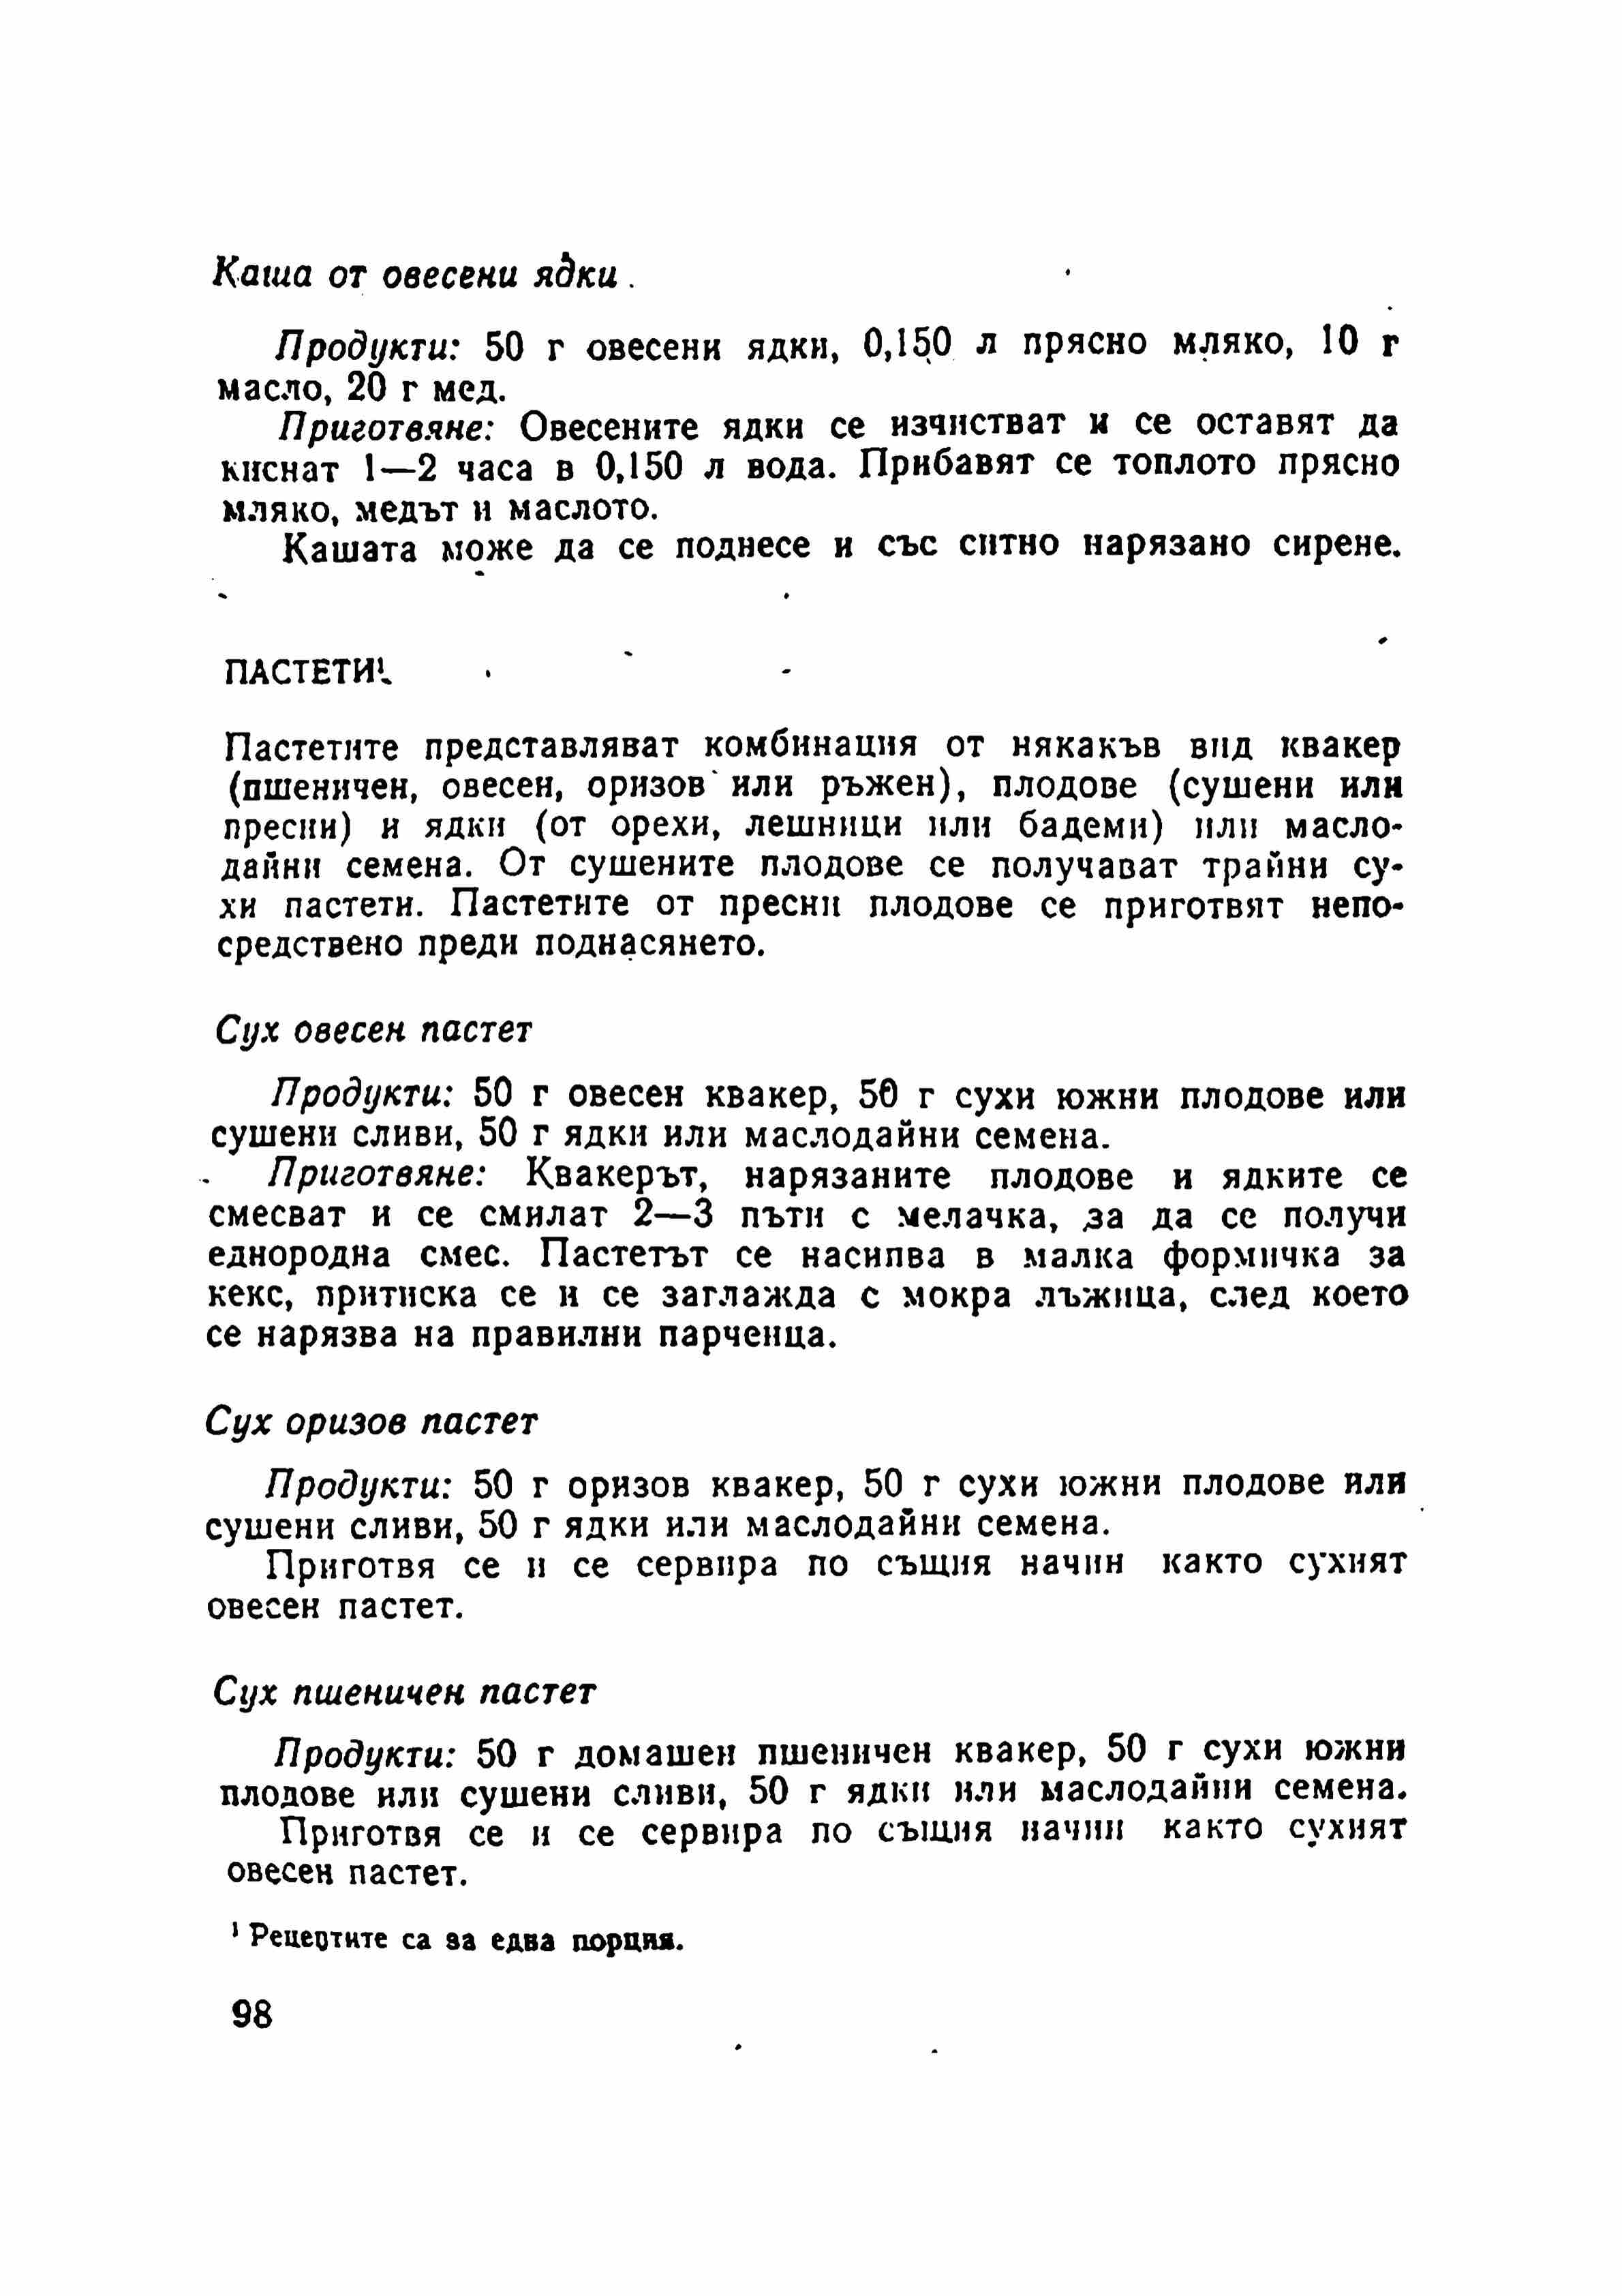 Каша от овесени ядки
Продукти: 50 г овесени ядки, 0,150 л прясно мляко, 10 г
масло, 20 г мед.
Приготвяне: Овесените ядки се изчистват и се оставят да
киснат 1—2 часа в 0,150 л вода. Прибавят се топлото прясно
мляко, медът и маслото.
Кашата може да се поднесе и със ситно нарязано сирене.
ПАСТЕТИ¹
Пастетите представляват комбинация от някакъв вид квакер
(пшеничен, овесен, оризов или ръжен), плодове (сушени или
пресни) и ядки (от орехи, лешници или бадеми) или масло-
дайни семена. От сушените плодове се получават трайни су-
хи пастети. Пастетите от пресни плодове се приготвят непо-
средствено преди поднасянето.
Сух овесен пастет
Продукти: 50 г овесен квакер, 50 г сухи южни плодове или
сушени сливи, 50 г ядки или маслодайни семена.
Приготвяне: Квакерът, нарязаните плодове и ядките се
смесват и се смилат 2—3 пъти с мелачка, за да се получи
еднородна смес. Пастетът се насипва в малка формичка за
кекс, притиска се и се заглажда с мокра лъжица, след което
се нарязва на правилни парченца.
Сух оризов пастет
Продукти: 50 г оризов квакер, 50 г сухи южни плодове или
сушени сливи, 50 г ядки или маслодайни семена.
Приготвя се и се сервира по същия начин както сухият
овесен пастет.
Сух пшеничен пастет
Продукти: 50 г домашен пшеничен квакер, 50 г сухи южни
плодове или сушени сливи, 50 г ядки или маслодайни семена.
Приготвя се и се сервира по същия начин както сухият
овесен пастет.
¹ Рецептите са за една порция.
98